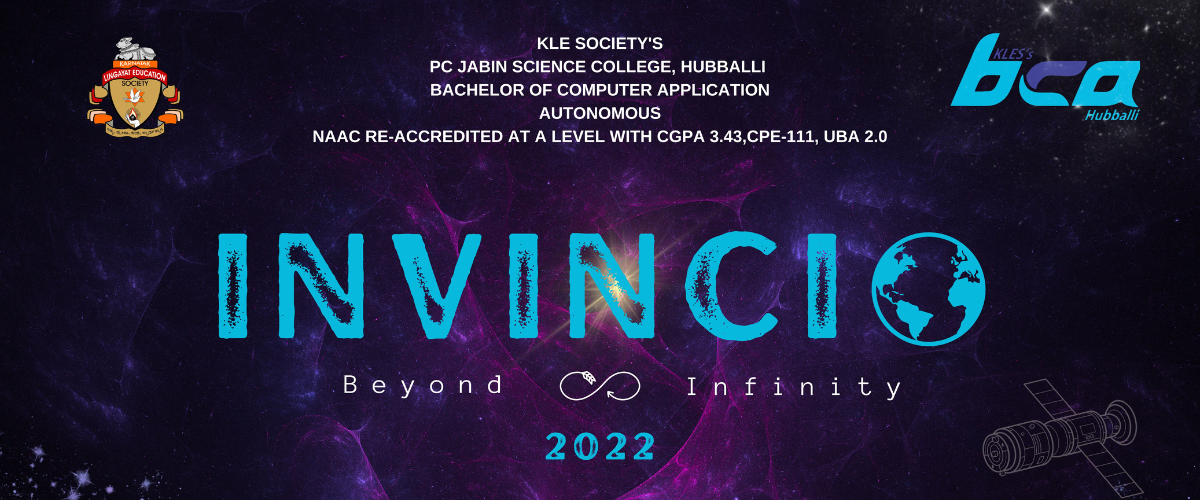 KLE SOCIETY'S
PC JABIN SCIENCE COLLEGE, HUBBALLI
BACHELOR OF COMPUTER APPLICATION
AUTONOMOUS
NAAC RE-ACCREDITED AT A LEVEL WITH CGPA 3.43,CPE-111, UBA 2.0
KARNATAK
LINGAYAT EDUCATION
SOCIETY
KLES's
bca
Hubballi
INVINCIO
Beyond Infinity
2022